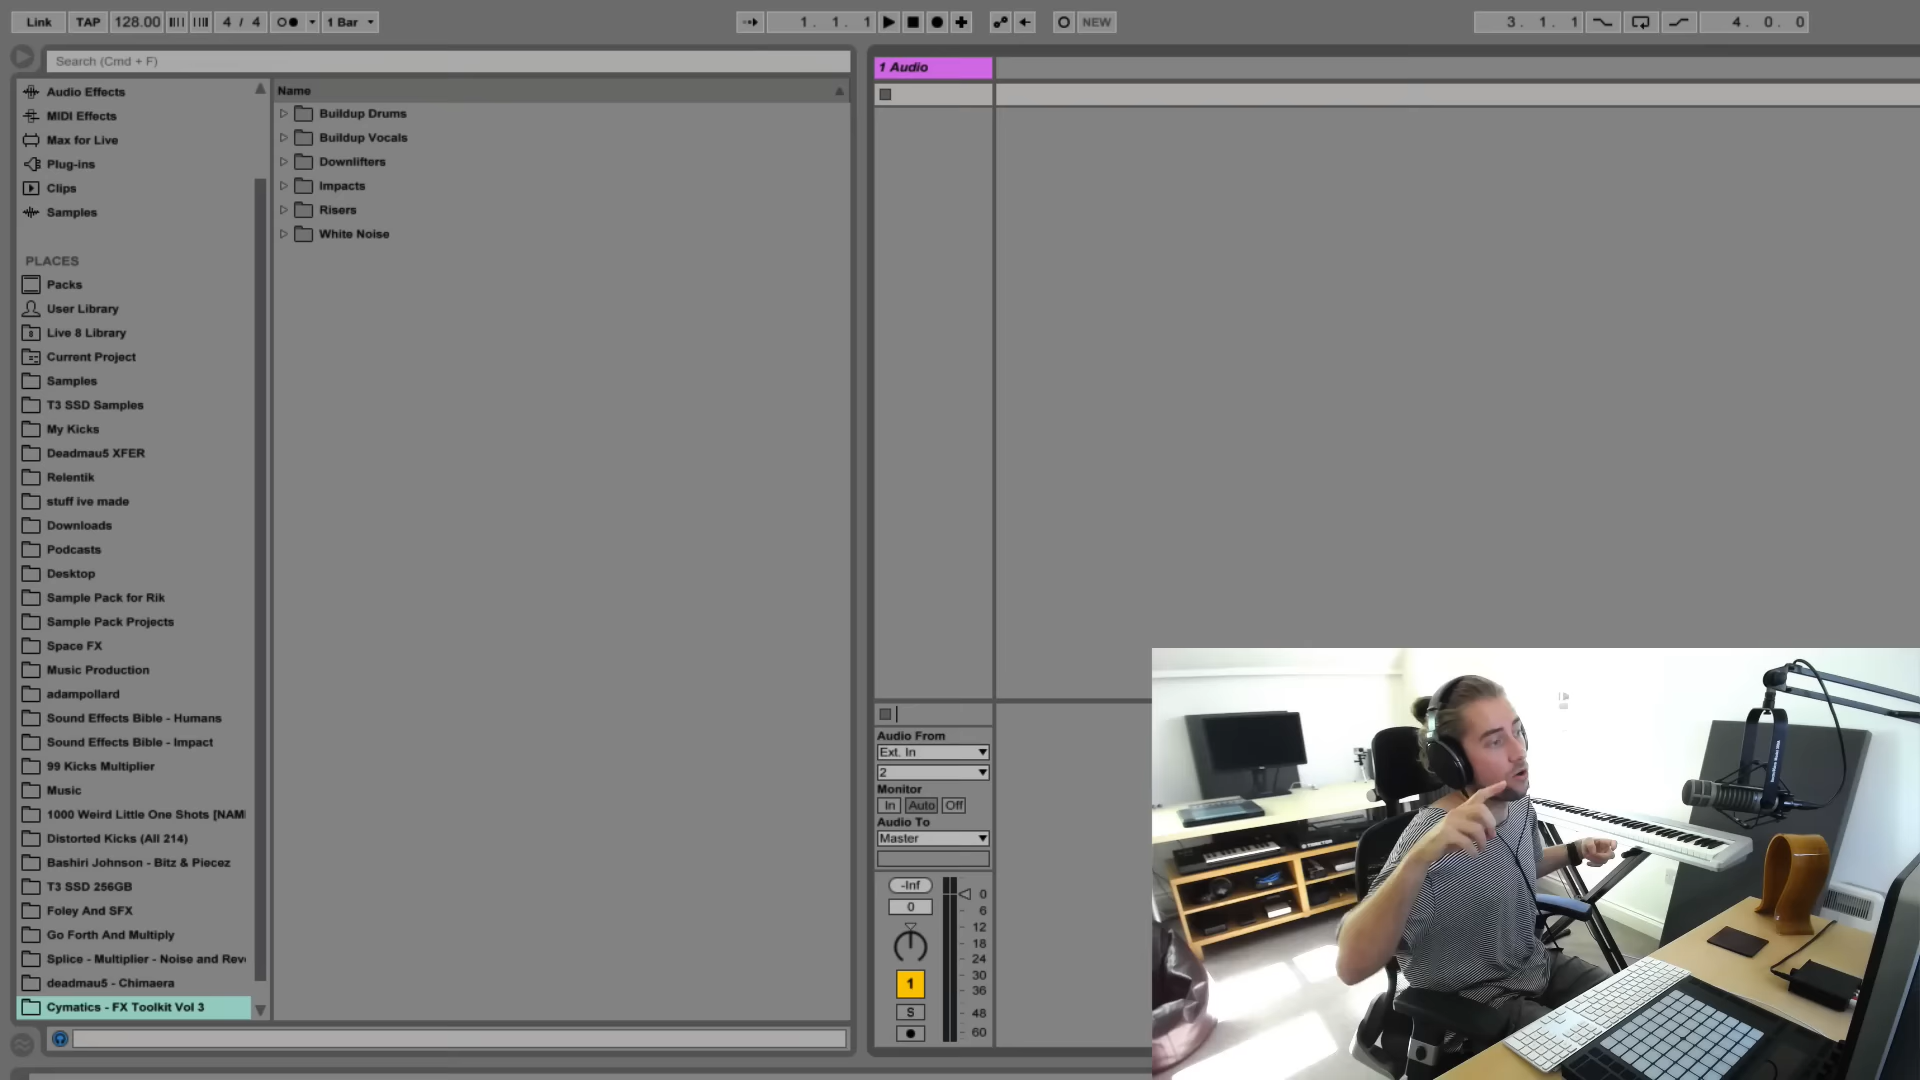 Link TAP 128.00 4 / 4 1 Bar 1. 1. 1 NEW 3. 1. 1 4. 0. 0
Search (Cmd + F)
Audio Effects
MIDI Effects
Max for Live
Plug-ins
Clips
Samples
PLACES
Packs
User Library
Live 8 Library
Current Project
Samples
T3 SSD Samples
My Kicks
Deadmau5 XFER
Relentik
stuff ive made
Downloads
Podcasts
Desktop
Sample Pack for Rik
Sample Pack Projects
Space FX
Music Production
adampollard
Sound Effects Bible - Humans
Sound Effects Bible - Impact
99 Kicks Multiplier
Music
1000 Weird Little One Shots [NAM
Distorted Kicks (All 214)
Bashiri Johnson - Bitz & Piecez
T3 SSD 256GB
Foley And SFX
Go Forth And Multiply
Splice - Multiplier - Noise and Rev
deadmau5 - Chimaera
Cymatics - FX Toolkit Vol 3
Name
Buildup Drums
Buildup Vocals
Downlifters
Impacts
Risers
White Noise
1 Audio
Audio From
Ext. In
2
Monitor
In Auto Off
Audio To
Master
-Inf
0
1
S
0
6
12
18
24
30
36
48
60